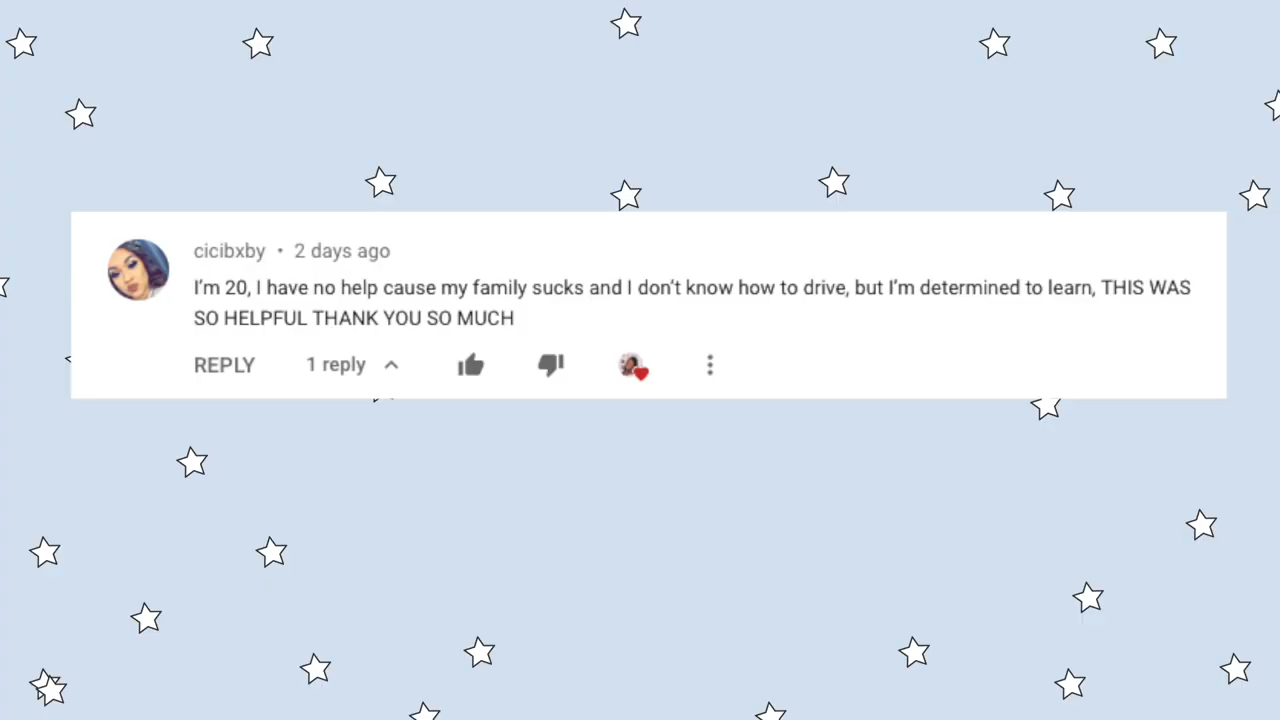 cicibxby • 2 days ago
I'm 20, I have no help cause my family sucks and I don't know how to drive, but I'm determined to learn, THIS WAS
SO HELPFUL THANK YOU SO MUCH
REPLY 1 reply